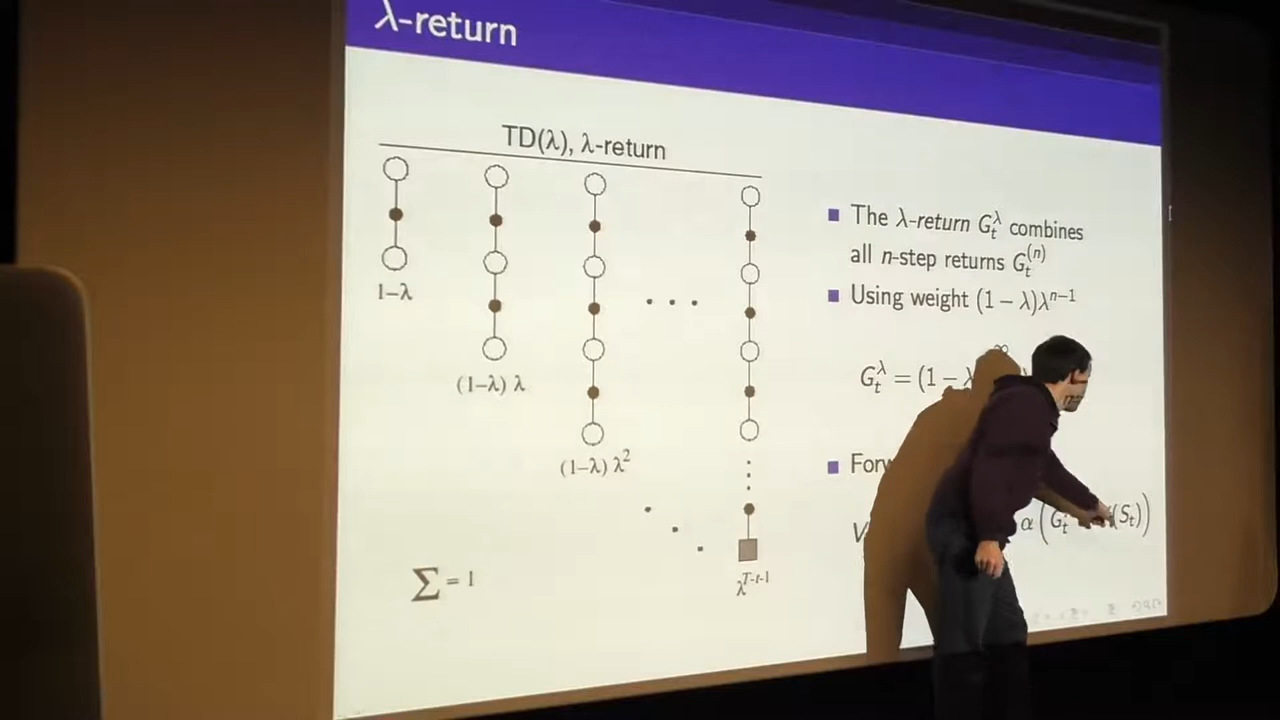 λ-return
TD(λ), λ-return
1−λ
(1−λ) λ
(1−λ) λ²
λ^{T-t-1}
∑ = 1
■ The λ-return G_t^λ combines
all n-step returns G_t^{(n)}
■ Using weight (1 − λ)λ^{n−1}
G_t^λ = (1 − λ
∞
■
V
α(G_t (S_t))